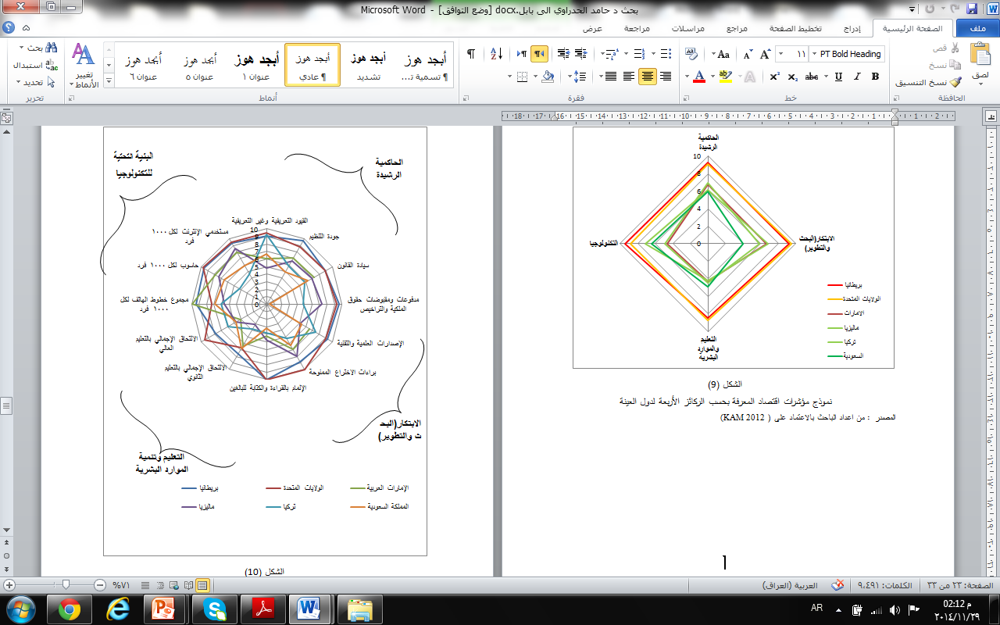 بحث د حامد الحدراوي الى بابل.docx [وضع التوافق] - Microsoft Word
ملف
الصفحة الرئيسية
إدراج
تخطيط الصفحة
مراجع
مراسلات
مراجعة
عرض
لصق
قص
نسخ
نسخ التنسيق
الحافظة
PT Bold Heading
١١
خط
فقرة
أبجد هوز
¶ تسمية ت...
أبجد هوز
تشديد
أبجد هوز
¶ عادي
أبجد هوز
عنوان ١
أبجد هوز
عنوان ٥
أبجد هوز
عنوان ٦
أنماط
تغيير
الأنماط
بحث
استبدال
تحديد
تحرير
الحاكمية
الرشيدة
10
8
6
4
2
0
الابتكار(البحث
والتطوير)
التعليم
والموارد
البشرية
التكنولوجيا
بريطانيا
الولايات المتحدة
الامارات
ماليزيا
تركيا
السعودية
الشكل (9)
نموذج مؤشرات اقتصاد المعرفة بحسب الركائز الأربعة لدول العينة
المصدر : من اعداد الباحث بالاعتماد على ( KAM 2012)
الحاكمية
الرشيدة
البنية التحتية
للتكنولوجيا
القيود التعريفية وغير التعريفية
جودة التنظيم
سيادة القانون
مدفوعات ومقبوضات حقوق
الملكية والتراخيص
الإصدارات العلمية والتقنية
براءات الاختراع الممنوحة
الإلمام بالقراءة والكتابة للبالغين
الالتحاق الإجمالي بالتعليم
الثانوي
الالتحاق الإجمالي بالتعليم
العالي
مجموع خطوط الهاتف لكل
١٠٠٠ فرد
حاسوب لكل ١٠٠٠ فرد
مستخدمي الإنترنت لكل ١٠٠٠
فرد
10
9
8
7
6
5
4
3
2
1
0
الابتكار(البحـ
ث والتطوير)
التعليم وتنمية
الموارد البشرية
بريطانيا
الولايات المتحدة
الإمارات العربية
ماليزيا
تركيا
المملكة السعودية
الشكل (10)
الصفحة: ٢٣ من ٣٣
الكلمات: ٩،٤٩١
العربية (العراق)
٧١%
AR
02:12 م
٢٠١٤/١١/٢٩